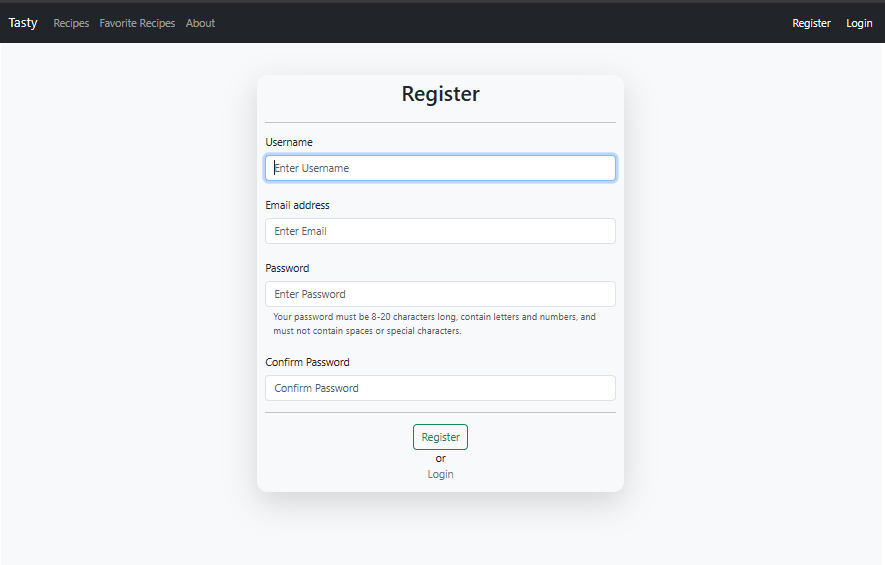 Tasty Recipes Favorite Recipes About Register Login
Register
Username
Enter Username
Email address
Enter Email
Password
Enter Password
Your password must be 8-20 characters long, contain letters and numbers, and
must not contain spaces or special characters.
Confirm Password
Confirm Password
Register
or
Login